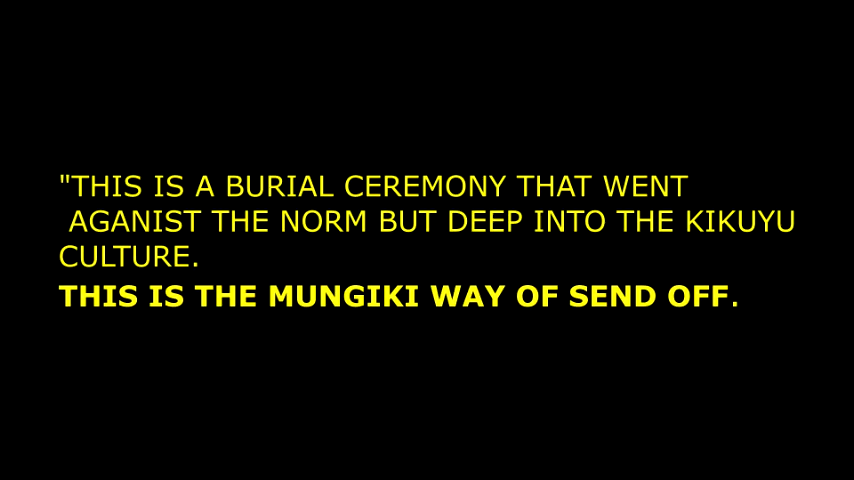 "THIS IS A BURIAL CEREMONY THAT WENT
AGANIST THE NORM BUT DEEP INTO THE KIKUYU
CULTURE.
THIS IS THE MUNGIKI WAY OF SEND OFF.